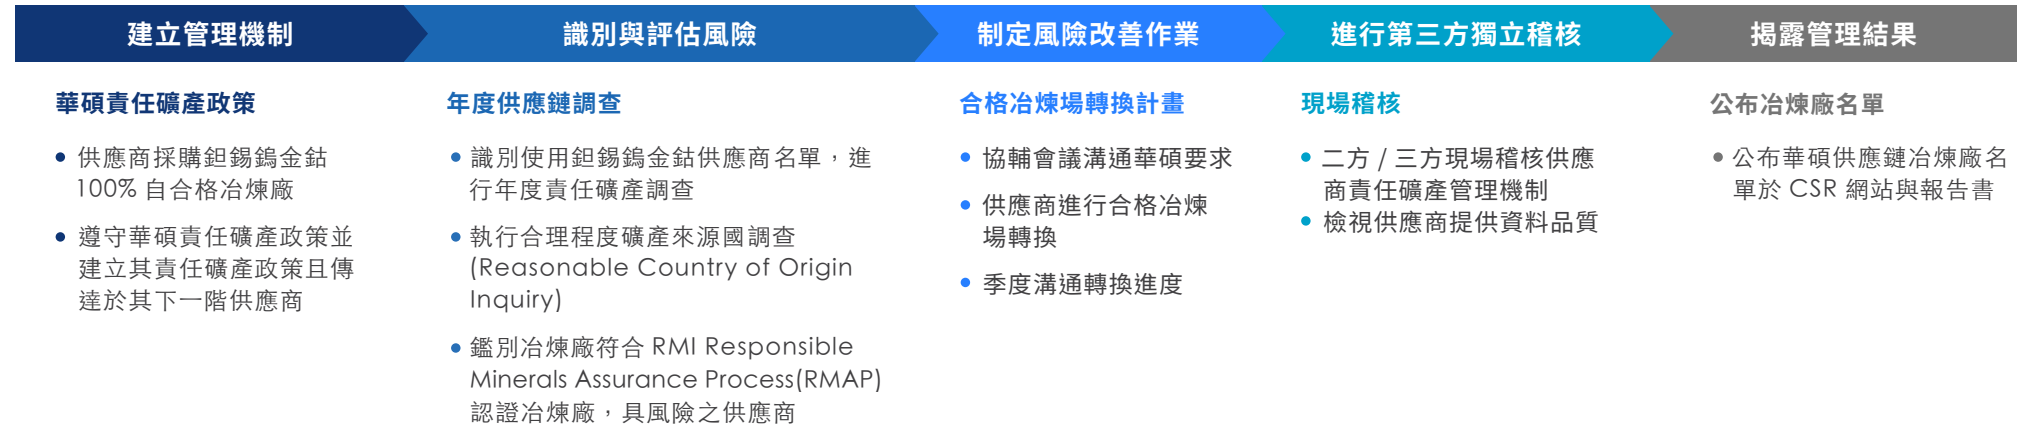 建立管理機制
識別與評估風險
制定風險改善作業
進行第三方獨立稽核
揭露管理結果
華碩責任礦產政策
供應商採購鉭錫鎢金鈷
100% 自合格冶煉廠
遵守華碩責任礦產政策並
建立其責任礦產政策且傳
達於其下一階供應商
年度供應鏈調查
識別使用鉭錫鎢金鈷供應商名單，進
行年度責任礦產調查
執行合理程度礦產來源國調查
(Reasonable Country of Origin
Inquiry)
鑑別冶煉廠符合 RMI Responsible
Minerals Assurance Process(RMAP)
認證冶煉廠，具風險之供應商
合格冶煉場轉換計畫
協輔會議溝通華碩要求
供應商進行合格冶煉
場轉換
季度溝通轉換進度
現場稽核
二方 / 三方現場稽核供應
商責任礦產管理機制
檢視供應商提供資料品質
公布冶煉廠名單
公布華碩供應鏈冶煉廠名
單於 CSR 網站與報告書